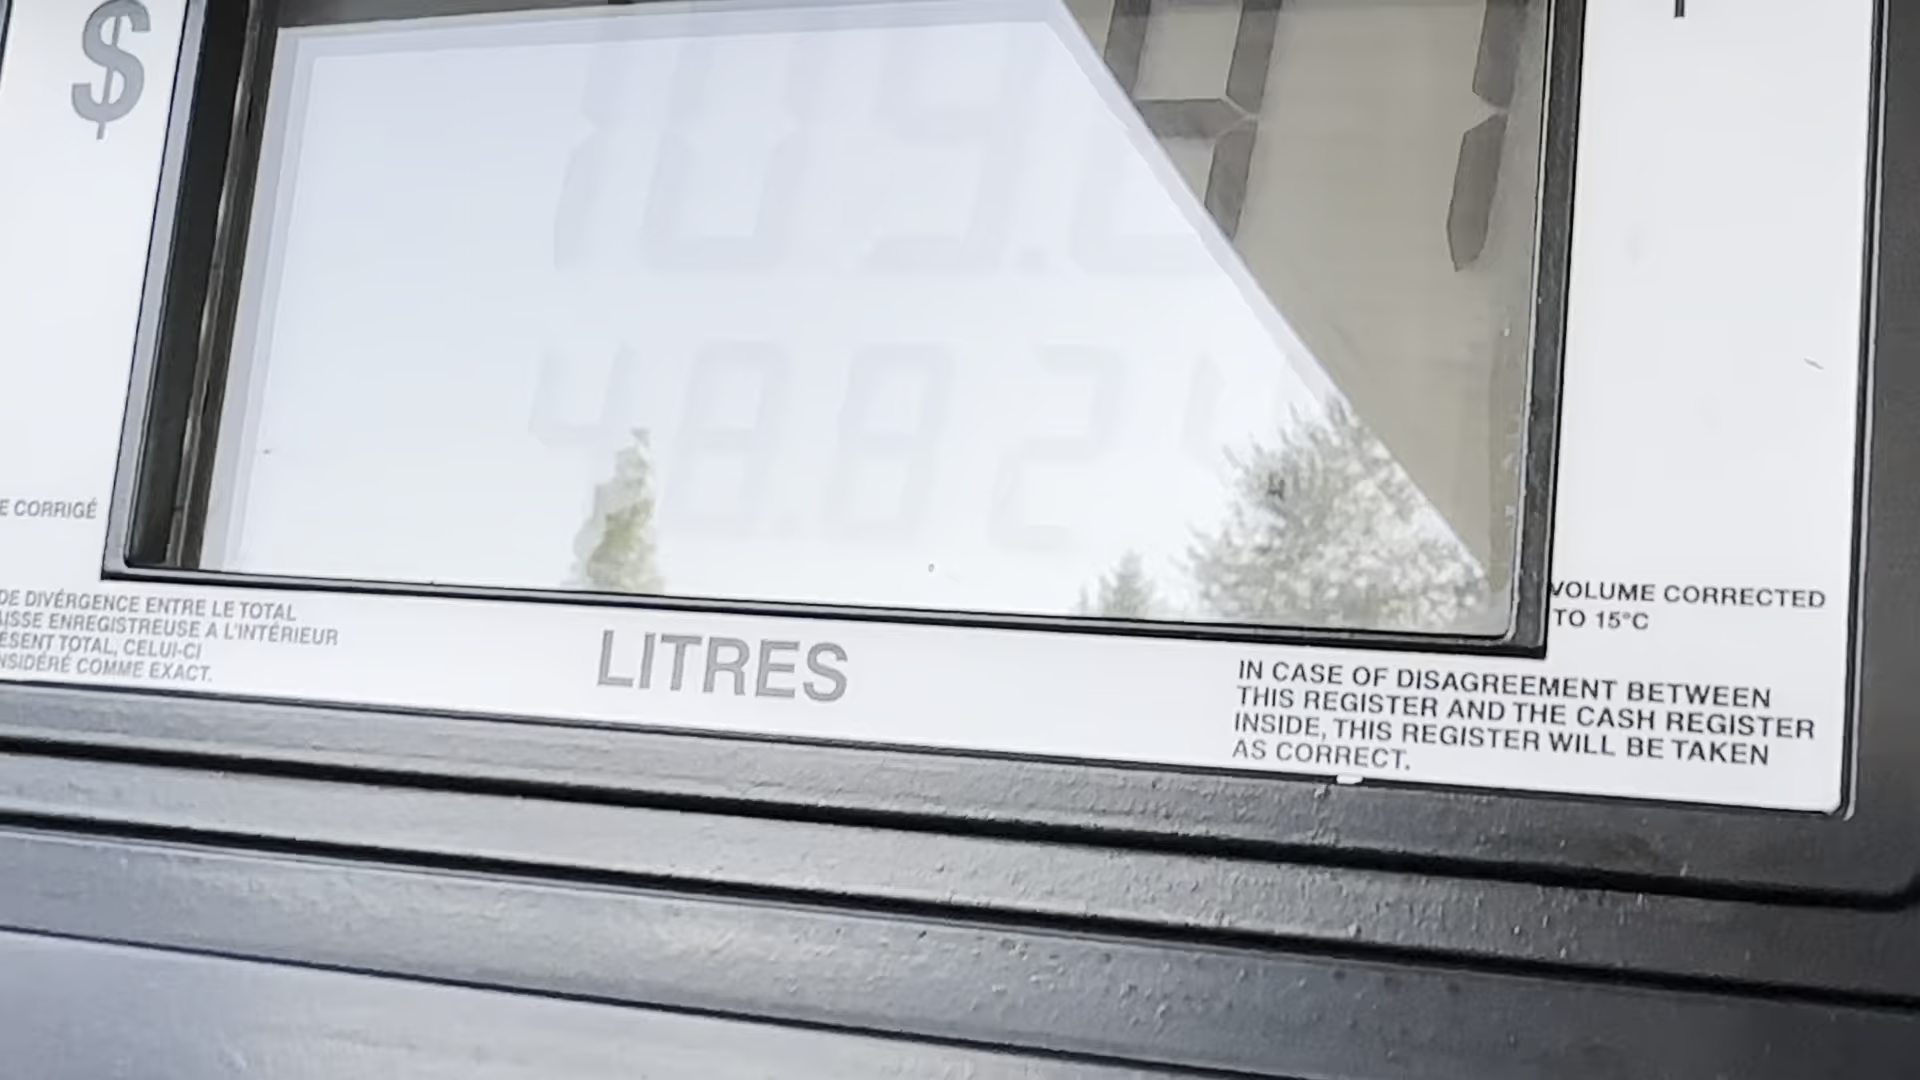 $
E CORRIGÉ
DE DIVÉRGENCE ENTRE LE TOTAL
AISSE ENREGISTREUSE A L'INTÉRIEUR
ÉSENT TOTAL, CELUI-CI
NSIDÉRÉ COMME EXACT.
LITRES
VOLUME CORRECTED
TO 15°C
IN CASE OF DISAGREEMENT BETWEEN
THIS REGISTER AND THE CASH REGISTER
INSIDE, THIS REGISTER WILL BE TAKEN
AS CORRECT.